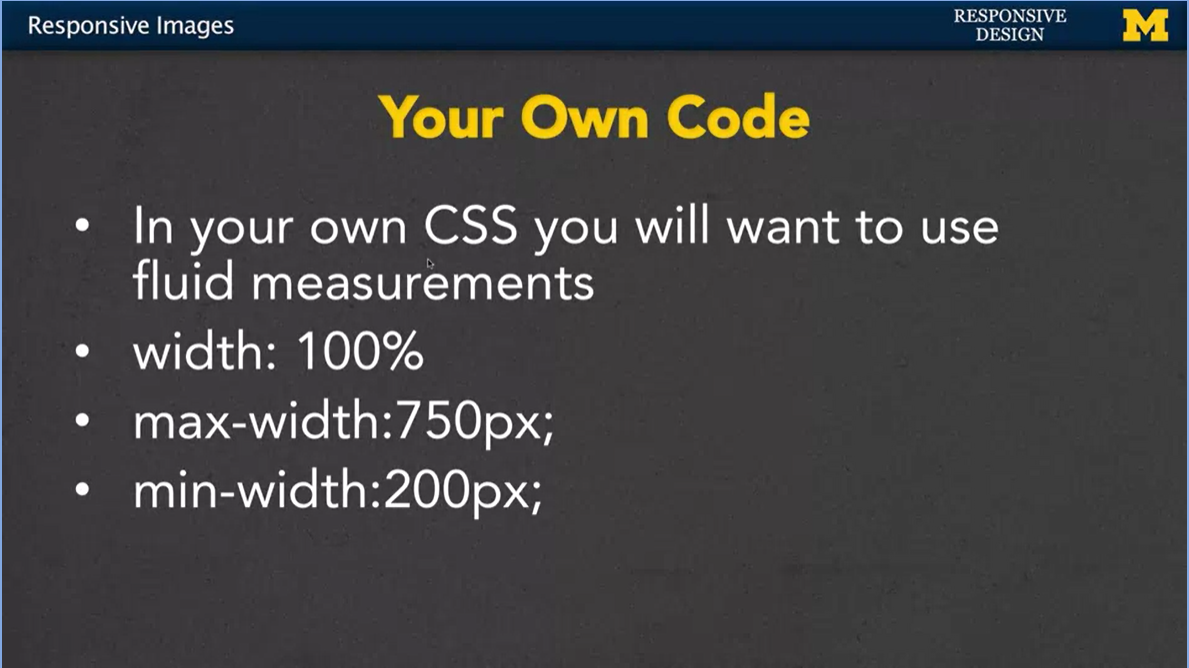 Responsive Images
RESPONSIVE
DESIGN
M
Your Own Code
• In your own CSS you will want to use
fluid measurements
• width: 100%
• max-width:750px;
• min-width:200px;